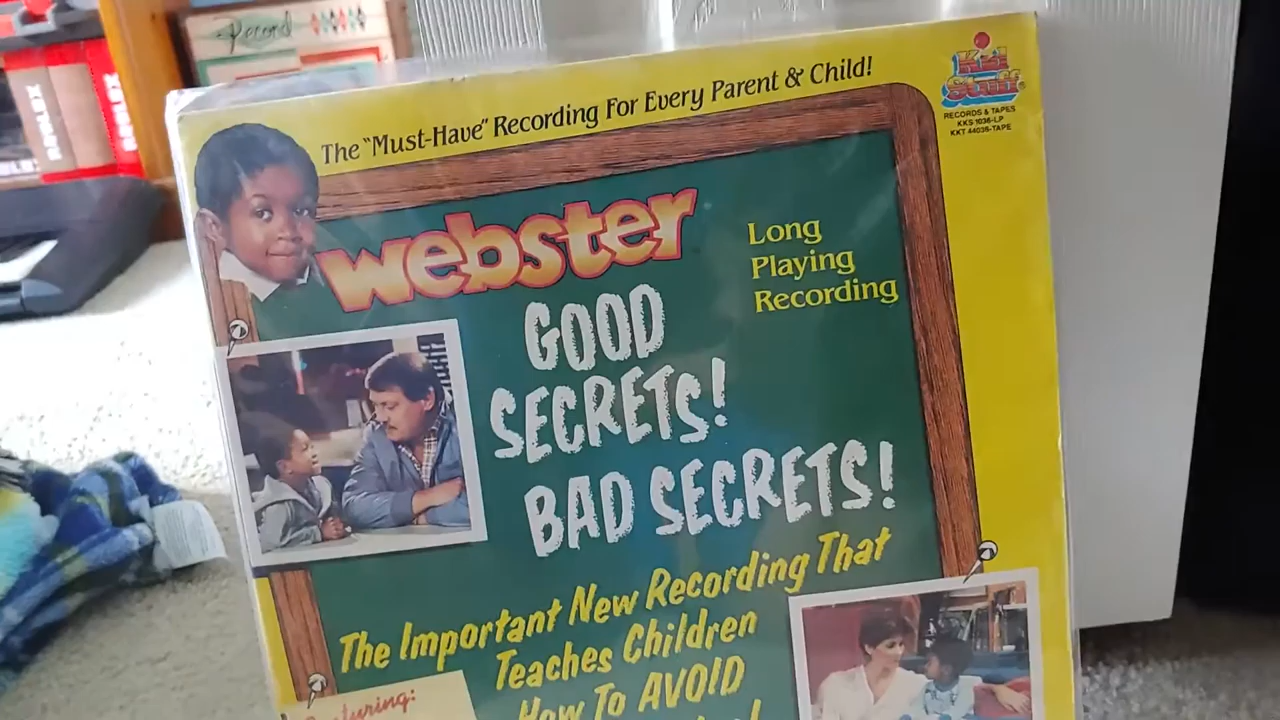 Record
The "Must-Have" Recording For Every Parent & Child!
Kid
Stuff
RECORDS & TAPES
KKS 1036-LP
KKT 44036-TAPE
webster
Long
Playing
Recording
GOOD
SECRETS!
BAD SECRETS!
The Important New Recording That
Teaches Children
How To AVOID